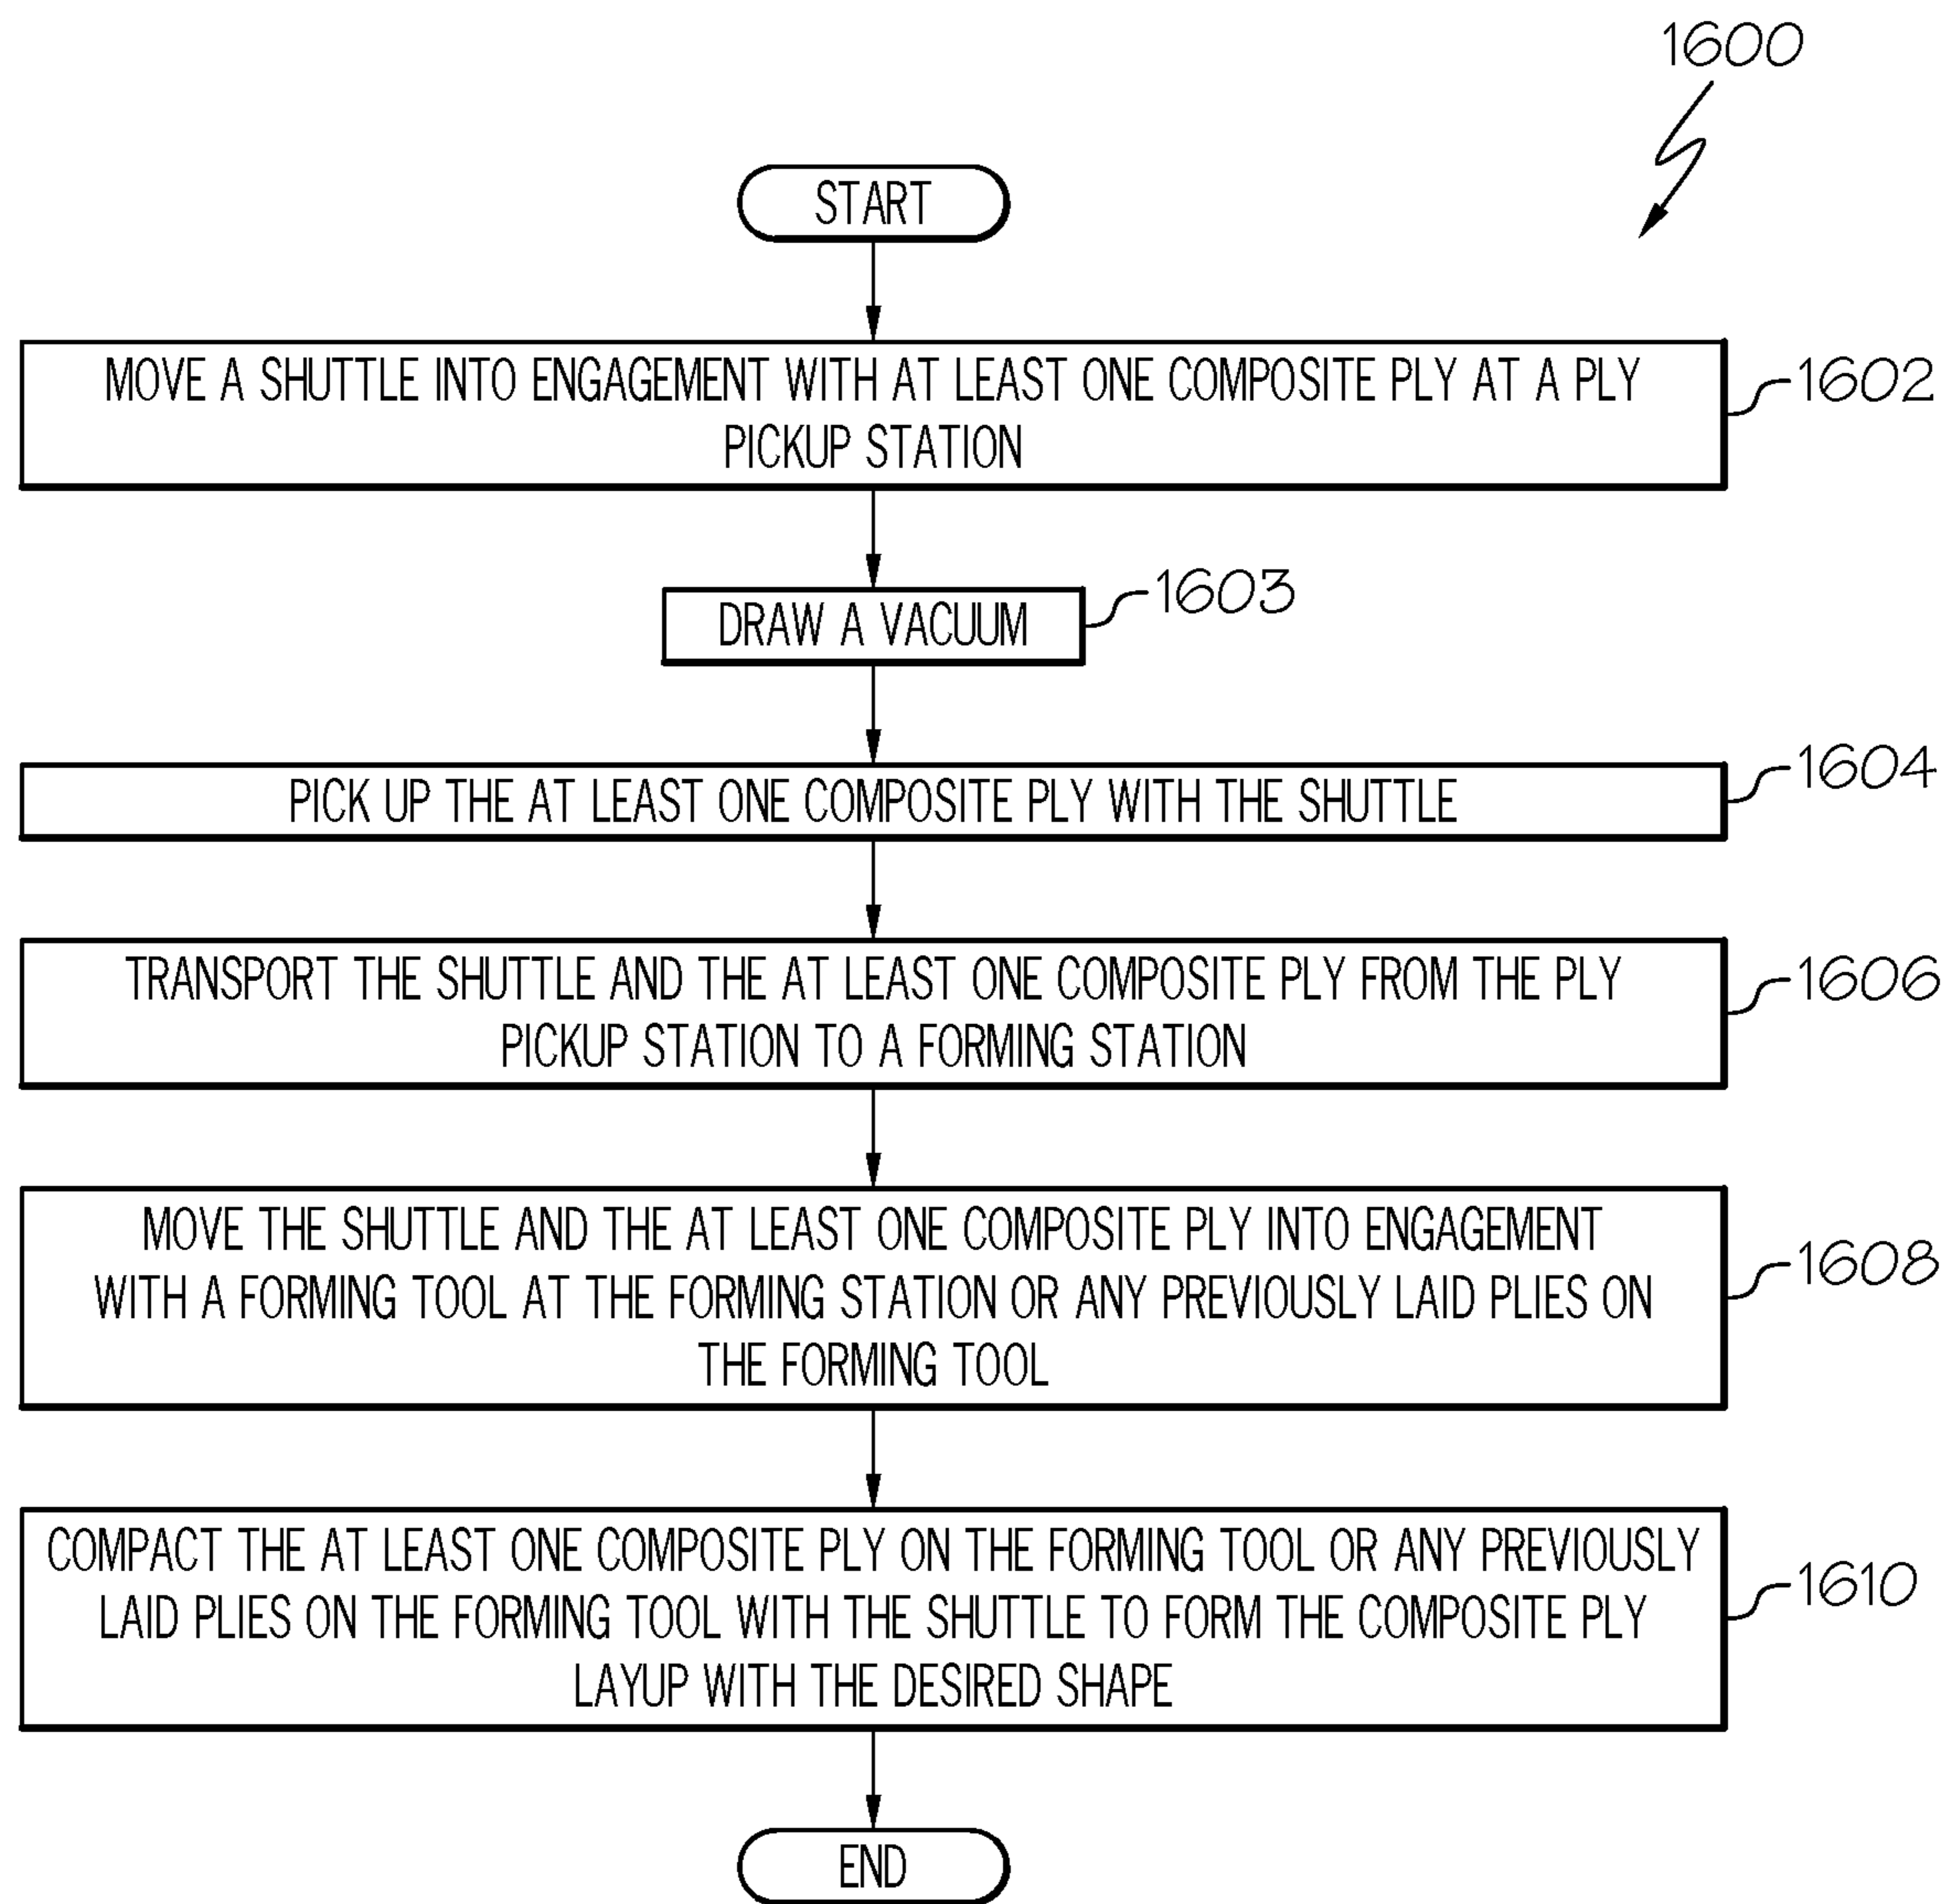 1600
START
MOVE A SHUTTLE INTO ENGAGEMENT WITH AT LEAST ONE COMPOSITE PLY AT A PLY
PICKUP STATION
1602
DRAW A VACUUM
1603
PICK UP THE AT LEAST ONE COMPOSITE PLY WITH THE SHUTTLE
1604
TRANSPORT THE SHUTTLE AND THE AT LEAST ONE COMPOSITE PLY FROM THE PLY
PICKUP STATION TO A FORMING STATION
1606
MOVE THE SHUTTLE AND THE AT LEAST ONE COMPOSITE PLY INTO ENGAGEMENT
WITH A FORMING TOOL AT THE FORMING STATION OR ANY PREVIOUSLY LAID PLIES ON
THE FORMING TOOL
1608
COMPACT THE AT LEAST ONE COMPOSITE PLY ON THE FORMING TOOL OR ANY PREVIOUSLY
LAID PLIES ON THE FORMING TOOL WITH THE SHUTTLE TO FORM THE COMPOSITE PLY
LAYUP WITH THE DESIRED SHAPE
1610
END